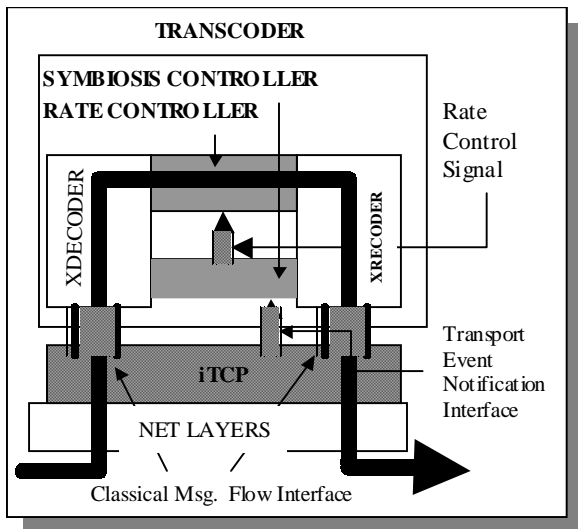 TRANSCODER
SYMBIOSIS CONTROLLER
RATE CONTROLLER
Rate
Control
Signal
XDECODER
XRECODER
Transport
Event
Notification
Interface
iTCP
NET LAYERS
Classical Msg. Flow Interface